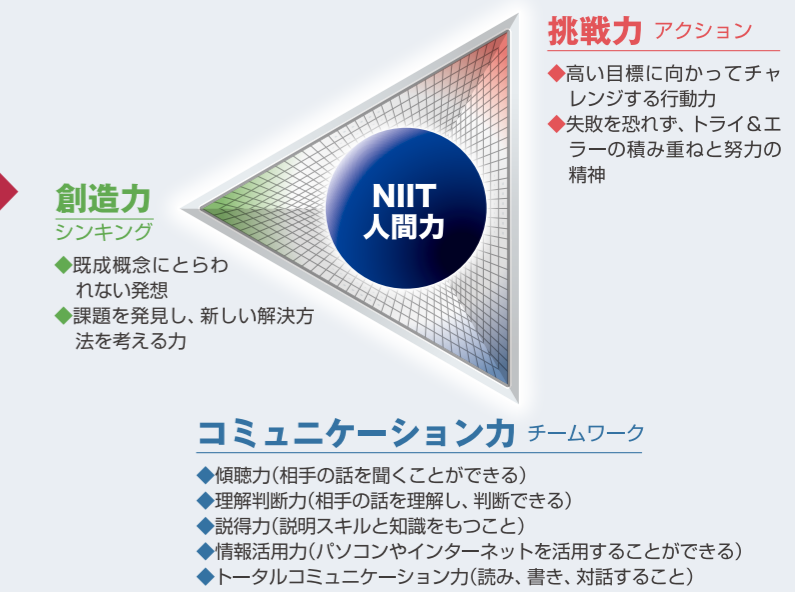 挑戦力 アクション
◆高い目標に向かってチャ
レンジする行動力
◆失敗を恐れず、トライ&エ
ラーの積み重ねと努力の
精神
NIIT
人間力
創造力
シンキング
◆既成概念にとらわ
れない発想
◆課題を発見し、新しい解決方
法を考える力
コミュニケーション力 チームワーク
◆傾聴力(相手の話を聞くことができる)
◆理解判断力(相手の話を理解し、判断できる)
◆説得力(説明スキルと知識をもつこと)
◆情報活用力(パソコンやインターネットを活用することができる)
◆トータルコミュニケーション力(読み、書き、対話すること)